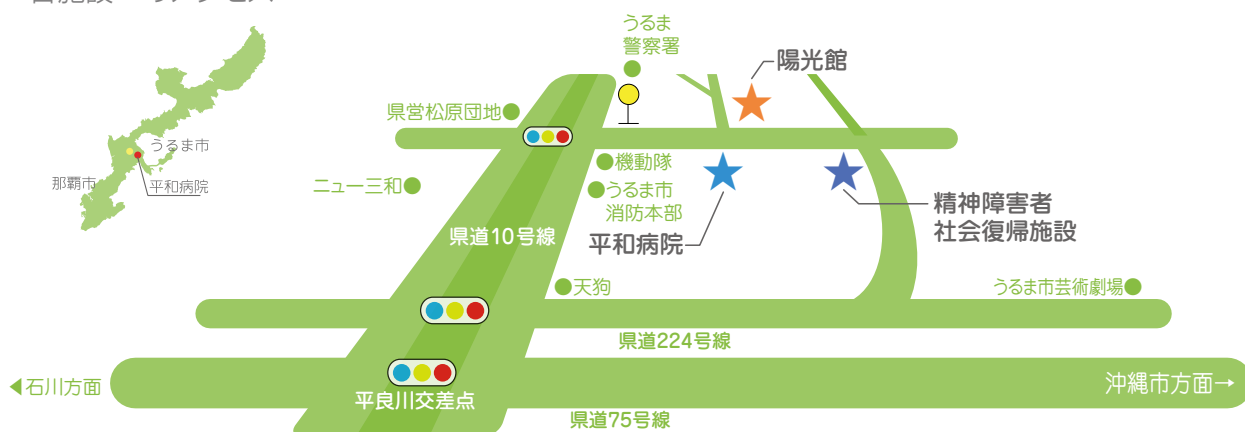 うるま
警察署
陽光館
県営松原団地
うるま市
那覇市
平和病院
機動隊
ニュー三和
うるま市
消防本部
精神障害者
社会復帰施設
県道10号線
平和病院
天狗
うるま市芸術劇場
県道224号線
石川方面
平良川交差点
沖縄市方面→
県道75号線